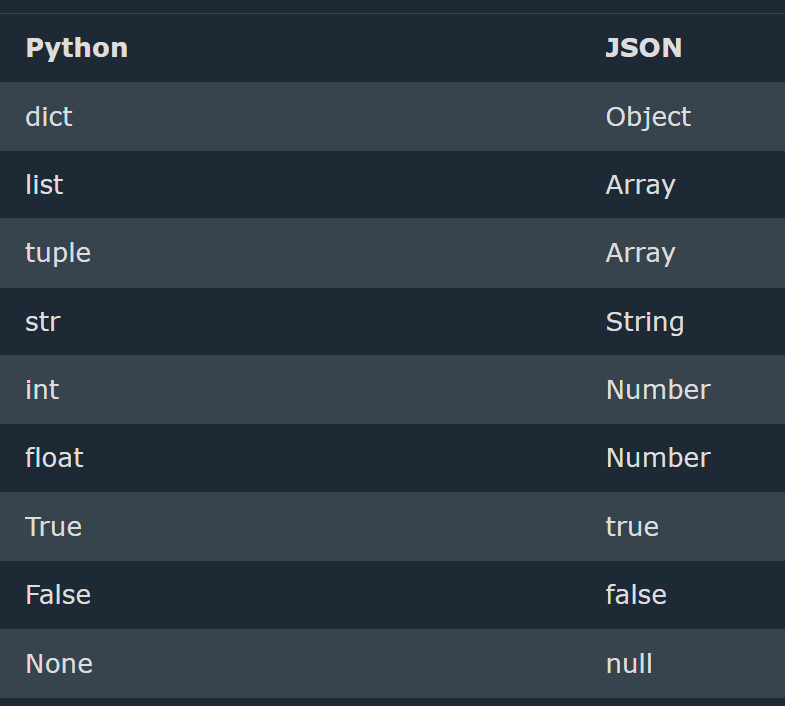 Python JSON
dict Object
list Array
tuple Array
str String
int Number
float Number
True true
False false
None null